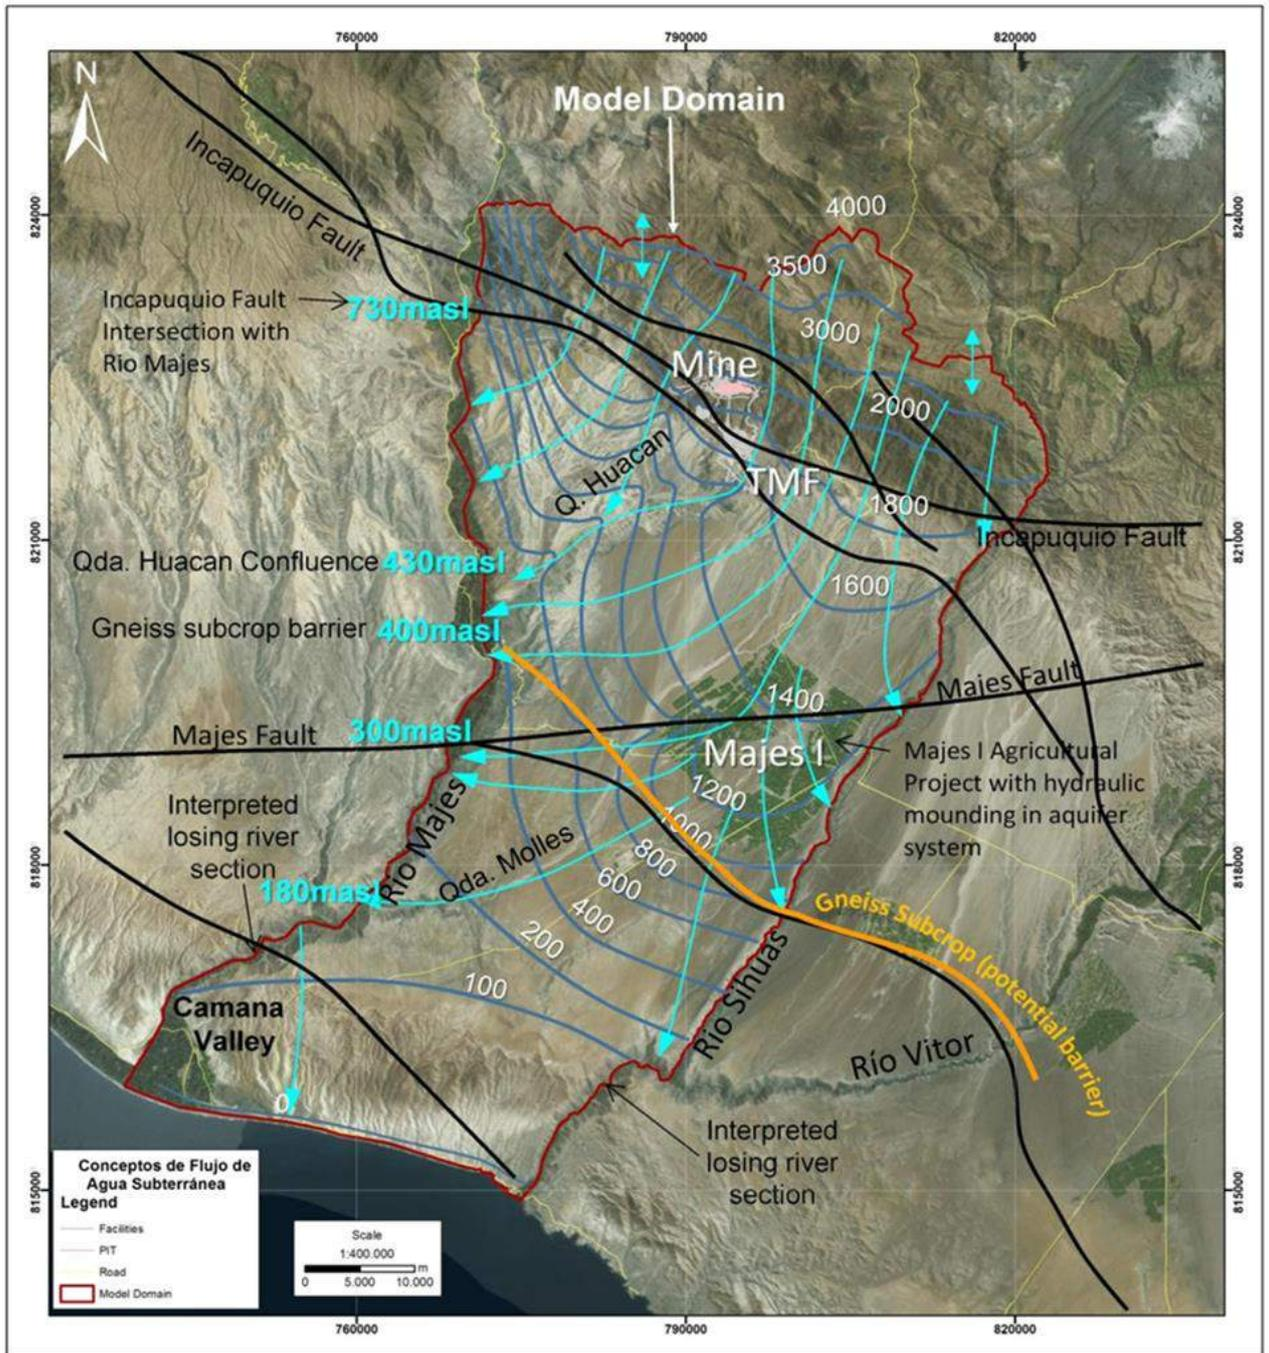 760000
790000
820000
N
Model Domain
824000
824000
4000
Incapuquio Fault
3500
Incapuquio Fault
Intersection with
Rio Majes
730masl
3000
Mine
2000
Q. Huacan
TMF
1800
821000
821000
Incapuquio Fault
Qda. Huacan Confluence
430masl
1600
Gneiss subcrop barrier
400masl
Majes Fault
1400
Majes Fault
300masl
Majes I
Majes I Agricultural
Project with hydraulic
mounding in aquifer
system
Interpreted
losing river
section
Rio Majes
1200
1000
Qda. Molles
800
600
400
200
100
180masl
818000
818000
Gneiss Subcrop (potential barrier)
Rio Sihuas
Río Vitor
Camana
Valley
0
Interpreted
losing river
section
815000
815000
Conceptos de Flujo de
Agua Subterránea
Legend
Facilities
PIT
Road
Model Domain
Scale
1:400.000
m
0 5.000 10.000
760000
790000
820000